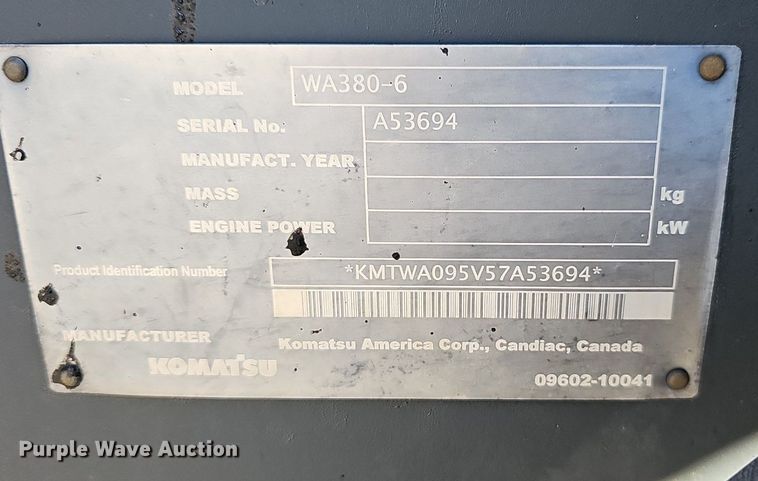 MODEL WA380-6
SERIAL No. A53694
MANUFACT. YEAR
MASS kg
ENGINE POWER kW
Product Identification Number *KMTWA095V57A53694*
MANUFACTURER Komatsu America Corp., Candiac, Canada
KOMATSU 09602-10041
Purple Wave Auction